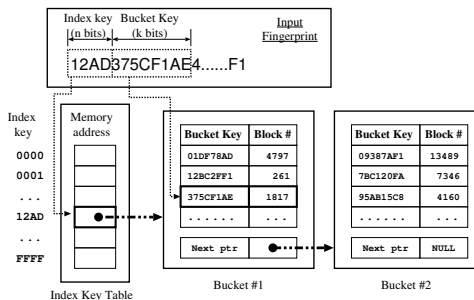 Index key
(n bits)
Bucket Key
(k bits)
Input
Fingerprint
12AD375CF1AE4......F1
Index
key
Memory
address
0000
0001
...
12AD
...
FFFF
Index Key Table
Bucket Key Block #
01DF78AD 4797
12BC2FF1 261
375CF1AE 1817
...... ...
Next ptr
Bucket #1
Bucket Key Block #
09387AF1 13489
7BC120FA 7346
95AB15C8 4160
...... ...
Next ptr NULL
Bucket #2